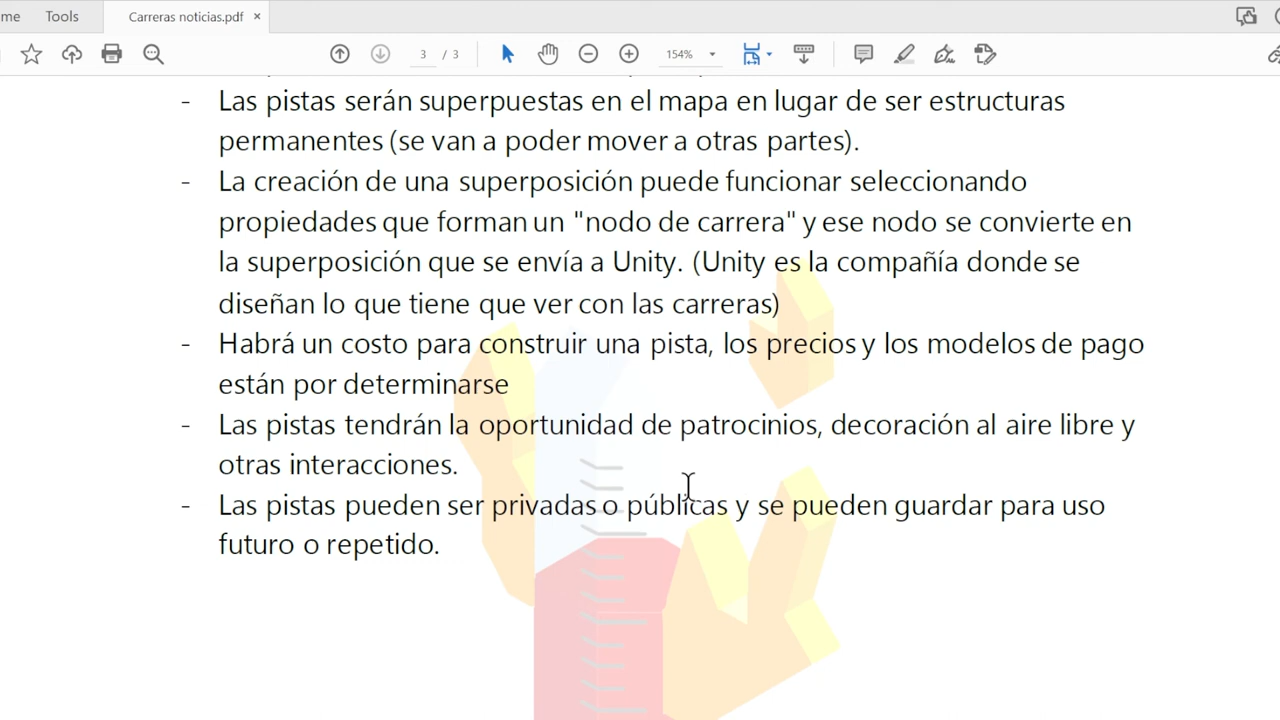 me Tools Carreras noticias.pdf ×
3 / 3 154%
- Las pistas serán superpuestas en el mapa en lugar de ser estructuras
permanentes (se van a poder mover a otras partes).
- La creación de una superposición puede funcionar seleccionando
propiedades que forman un "nodo de carrera" y ese nodo se convierte en
la superposición que se envía a Unity. (Unity es la compañía donde se
diseñan lo que tiene que ver con las carreras)
- Habrá un costo para construir una pista, los precios y los modelos de pago
están por determinarse
- Las pistas tendrán la oportunidad de patrocinios, decoración al aire libre y
otras interacciones.
- Las pistas pueden ser privadas o públicas y se pueden guardar para uso
futuro o repetido.